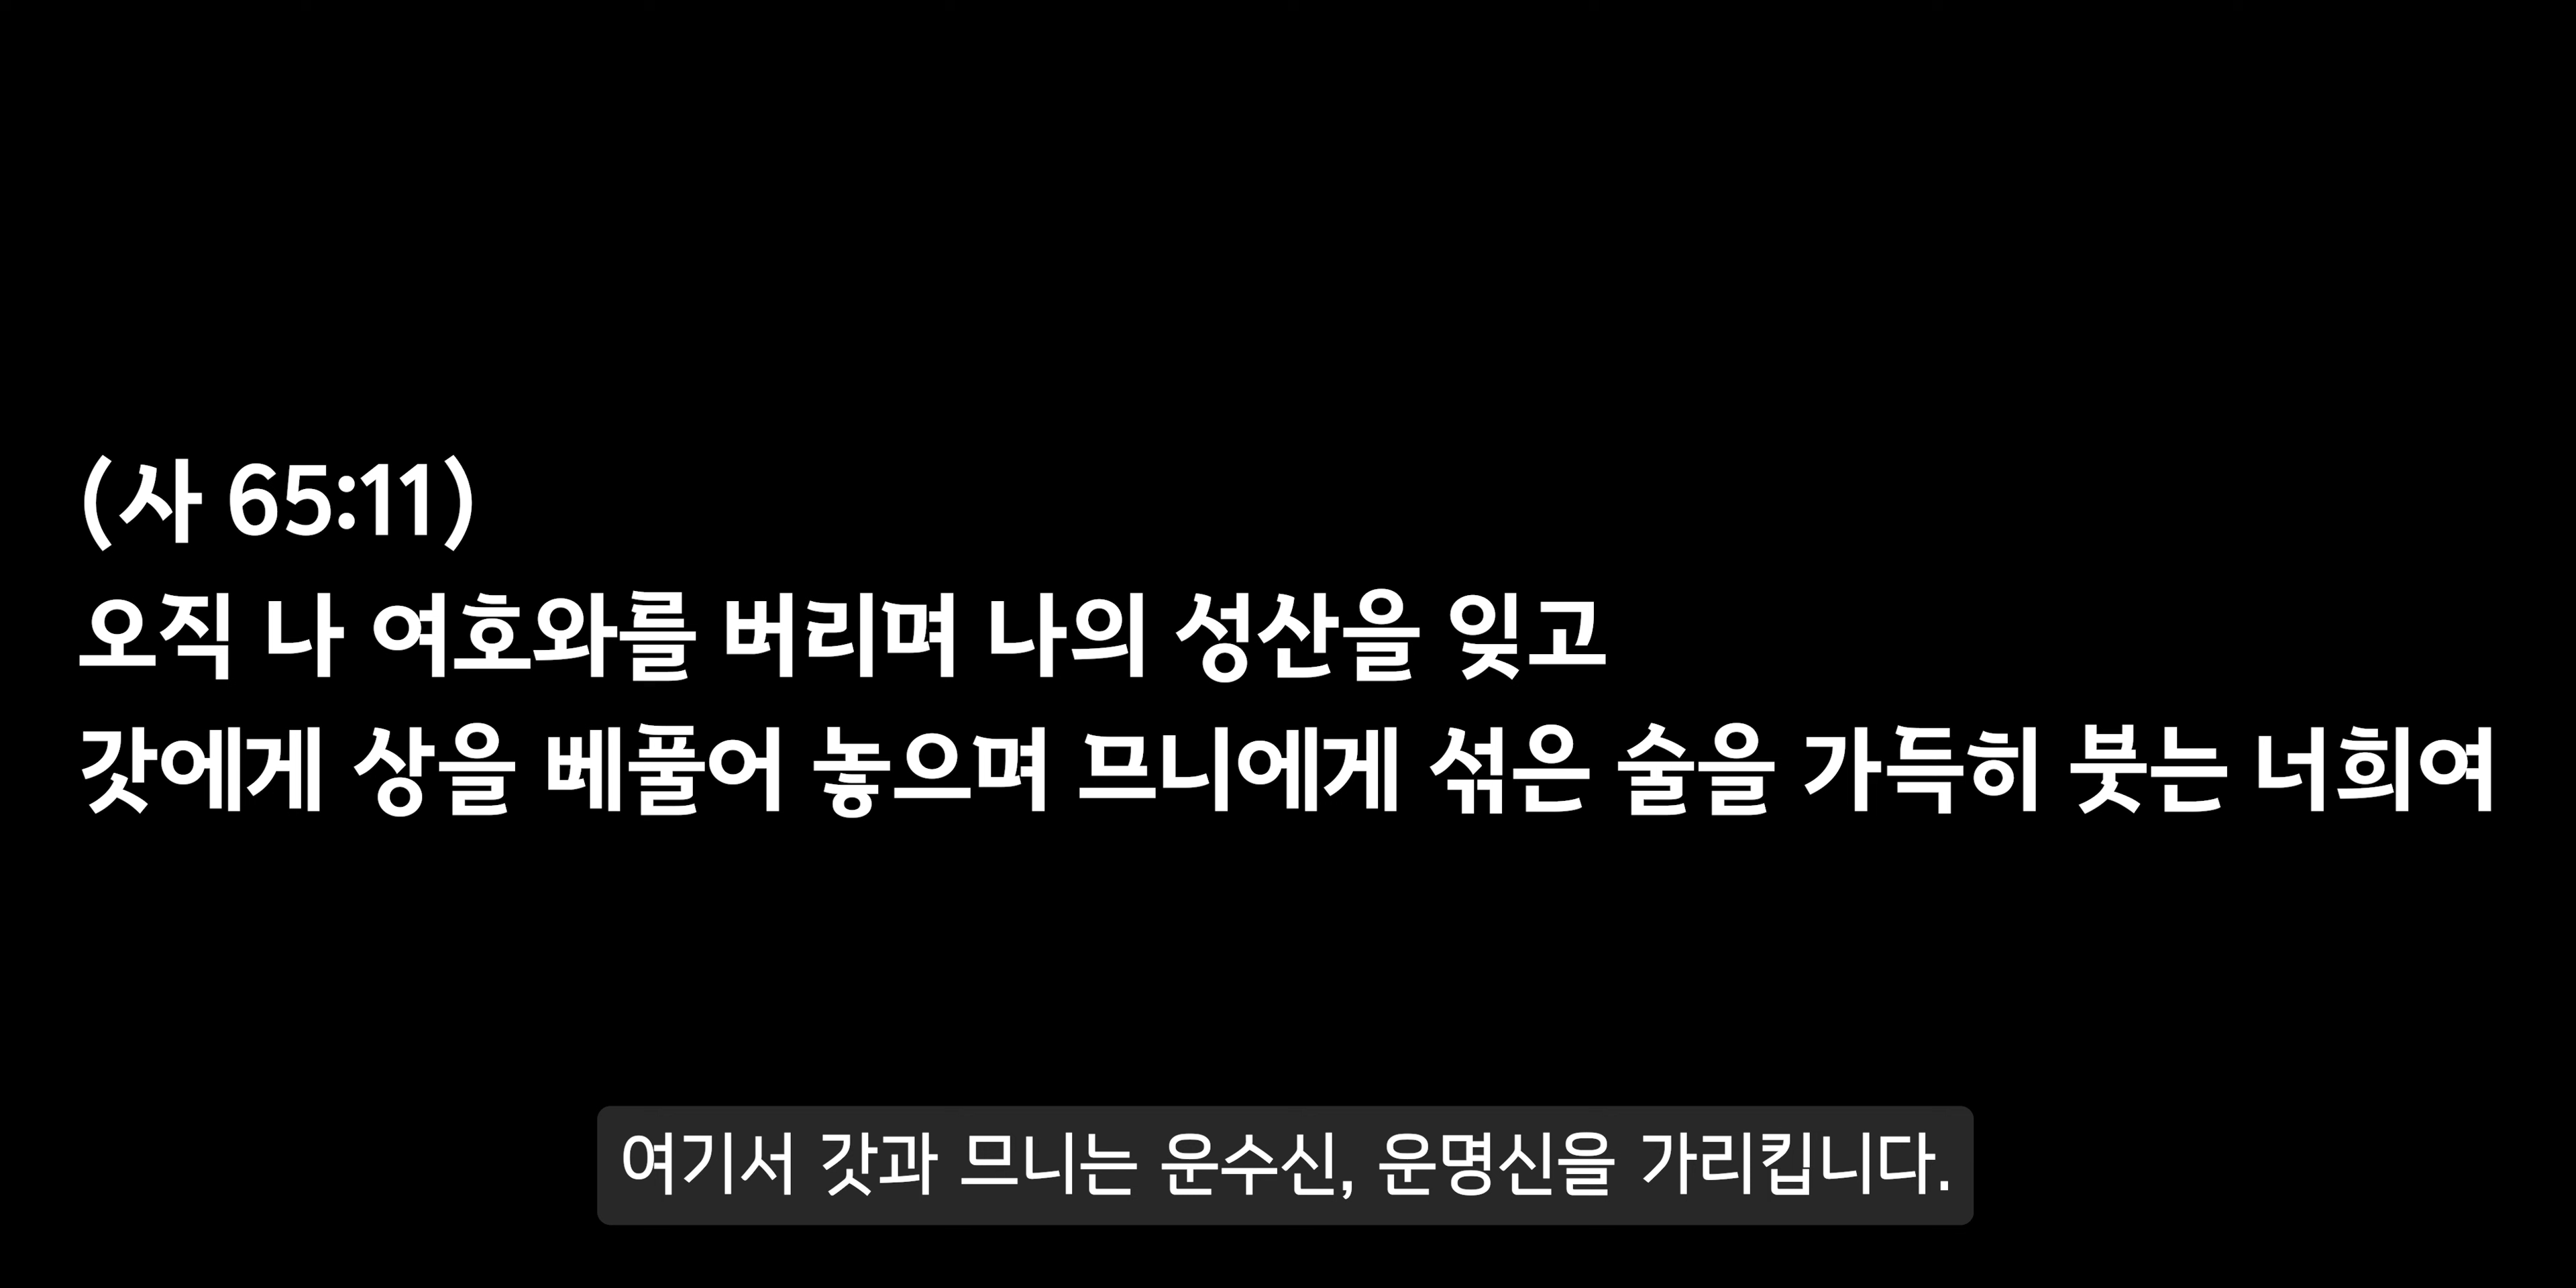 (사 65:11)
오직 나 여호와를 버리며 나의 성산을 잊고
갓에게 상을 베풀어 놓으며 므니에게 섞은 술을 가득히 붓는 너희여
여기서 갓과 므니는 운수신, 운명신을 가리킵니다.